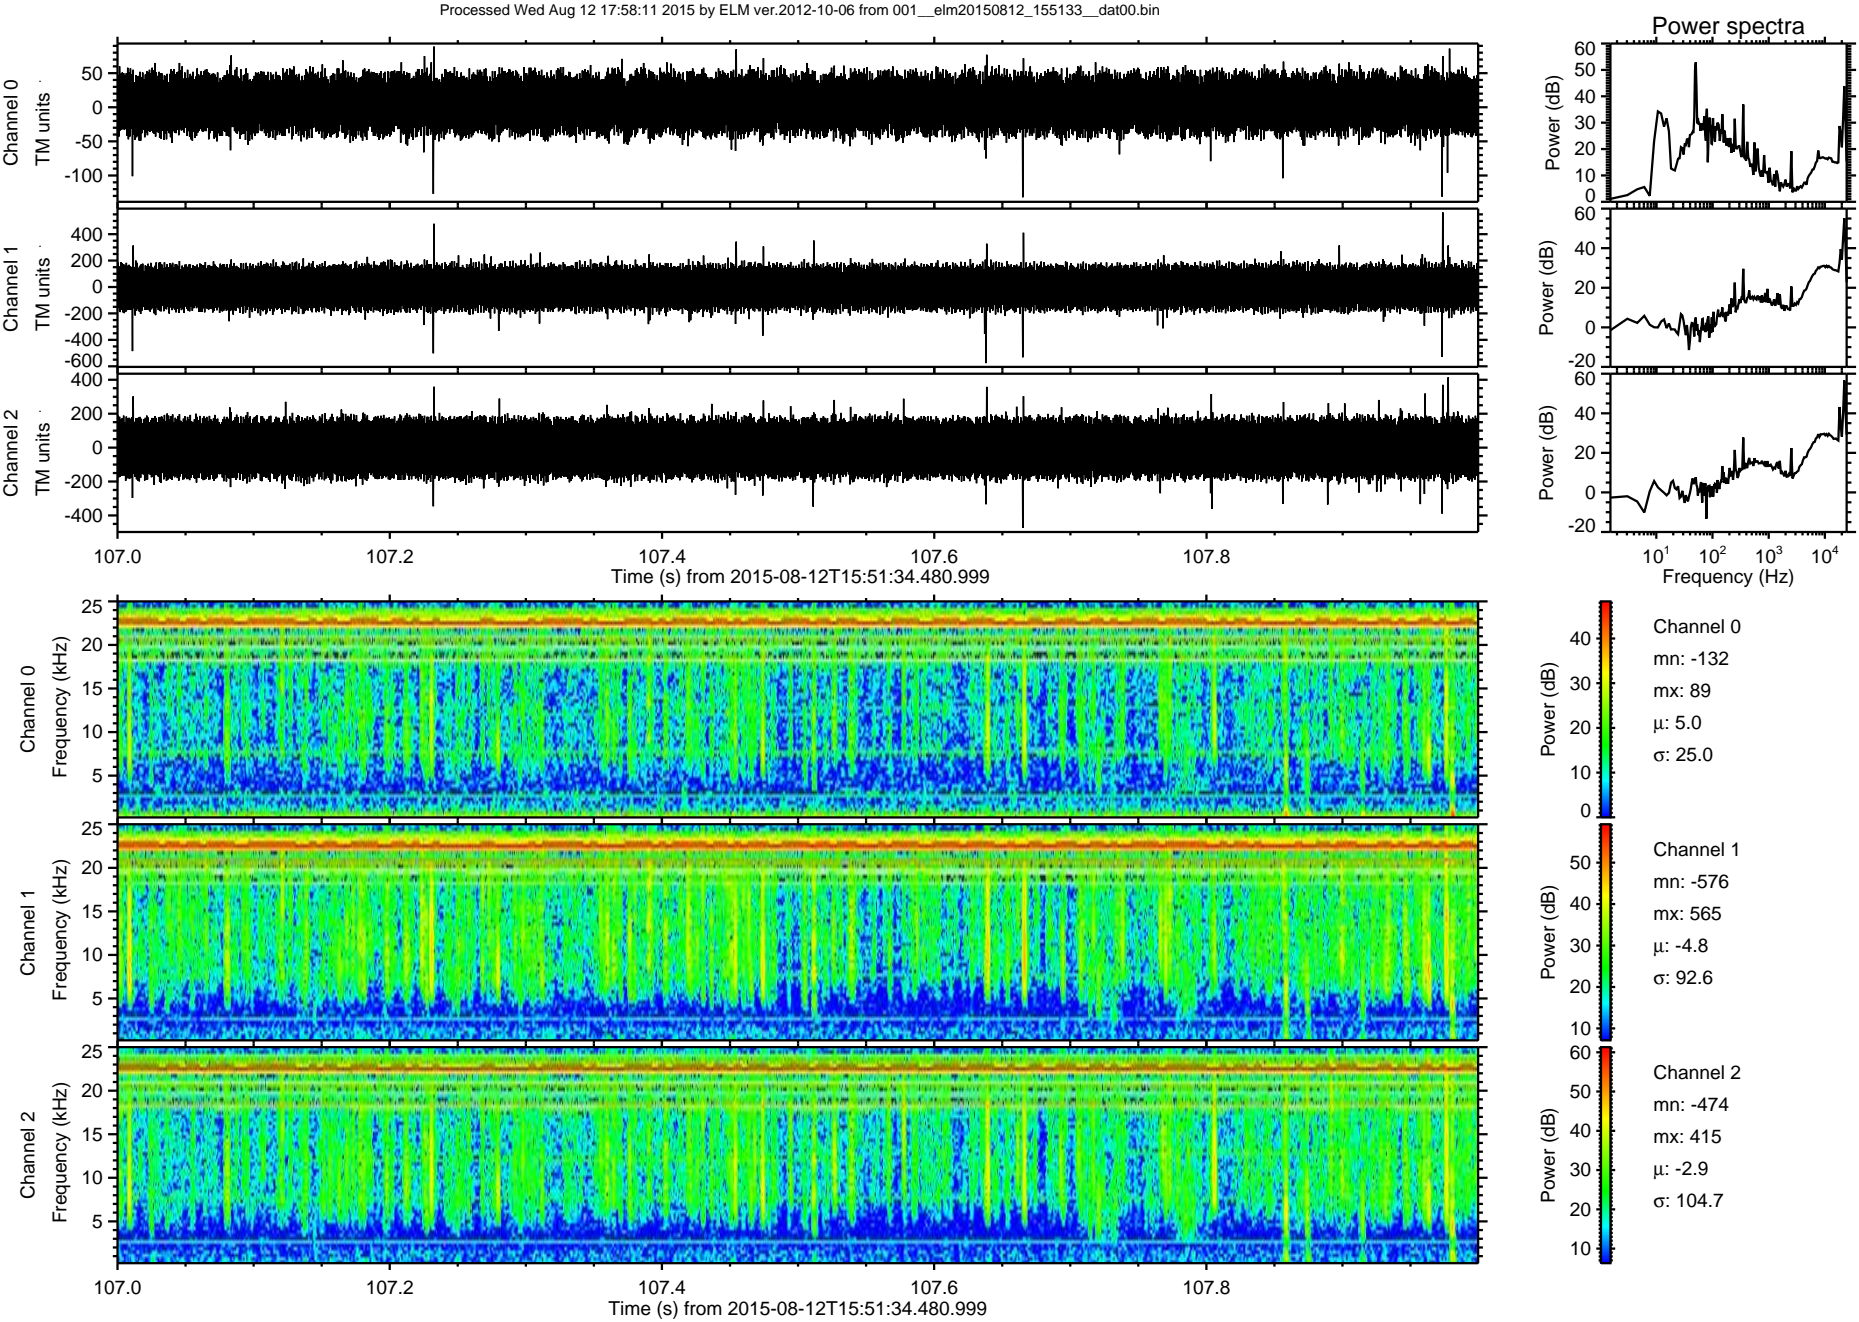 Processed Wed Aug 12 17:58:11 2015 by ELM ver.2012-10-06 from 001__elm20150812_155133__dat00.bin
Power spectra
Channel 0
TM units
50
0
-50
-100
Power (dB)
60
50
40
30
20
10
0
Channel 1
TM units
400
200
0
-200
-400
-600
Power (dB)
60
40
20
0
-20
Channel 2
TM units
400
200
0
-200
-400
Power (dB)
60
40
20
0
-20
107.0 107.2 107.4 107.6 107.8
Time (s) from 2015-08-12T15:51:34.480.999
10¹ 10² 10³ 10⁴
Frequency (Hz)
Channel 0
Frequency (kHz)
25
20
15
10
5
Power (dB)
40
30
20
10
0
Channel 0
mn: -132
mx: 89
μ: 5.0
σ: 25.0
Channel 1
Frequency (kHz)
25
20
15
10
5
Power (dB)
50
40
30
20
10
Channel 1
mn: -576
mx: 565
μ: -4.8
σ: 92.6
Channel 2
Frequency (kHz)
25
20
15
10
5
Power (dB)
60
50
40
30
20
10
Channel 2
mn: -474
mx: 415
μ: -2.9
σ: 104.7
107.0 107.2 107.4 107.6 107.8
Time (s) from 2015-08-12T15:51:34.480.999